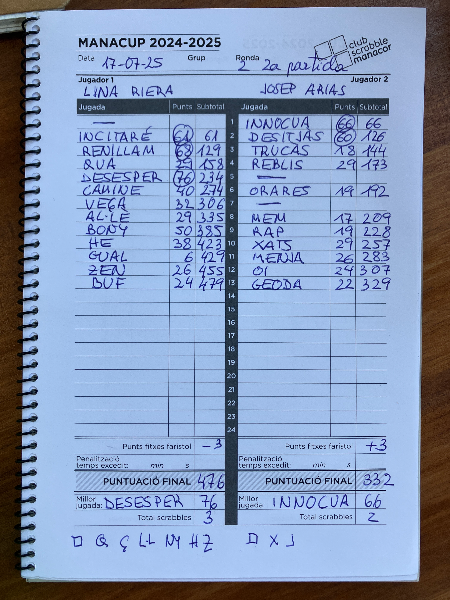 MANACUP 2024-2025
club scrabble manacor
Data 17-07-25 Grup Ronda 2 2a partida
Jugador 1 Jugador 2
LINA RIERA JOSEP ARIAS
Jugada Punts Subtotal Jugada Punts Subtotal
— 1 INNOCUA 66 66
INCITARÉ 61 61 2 DESITJAS 60 126
RENILLAM 68 129 3 TRUCAS 18 144
QUA 29 158 4 REBLIS 29 173
DESESPER 76 234 5 —
CAMINE 40 274 6 ORARES 19 192
VEGA 32 306 7 —
AL·LE 29 335 8 MEM 17 209
BONY 50 385 9 RAP 19 228
HE 38 423 10 XATS 29 257
GUAL 6 429 11 MENJA 26 283
ZEN 26 455 12 OI 24 307
BUF 24 479 13 GEODA 22 329
14
15
16
17
18
19
20
21
22
23
24
Punts fitxes faristol -3 Punts fitxes faristol +3
Penalització temps excedit: min s Penalització temps excedit: min s
PUNTUACIÓ FINAL 476 PUNTUACIÓ FINAL 332
Millor jugada: DESESPER 76 Millor jugada: INNOCUA 66
Total scrabbles 3 Total scrabbles 2
□ Q Ç L·L NY H Z □ X J